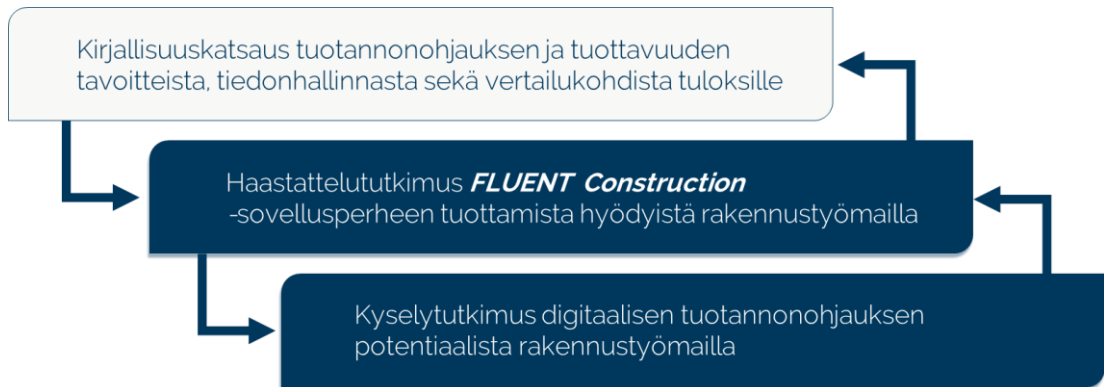 Kirjallisuuskatsaus tuotannonohjauksen ja tuottavuuden
tavoitteista, tiedonhallinnasta sekä vertailukohdista tuloksille
Haastattelututkimus FLUENT Construction
-sovellusperheen tuottamista hyödyistä rakennustyömailla
Kyselytutkimus digitaalisen tuotannonohjauksen
potentiaalista rakennustyömailla